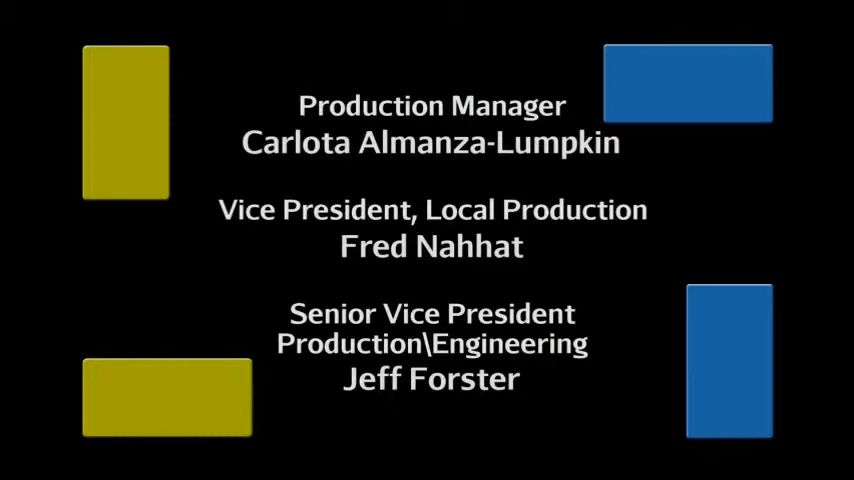 Production Manager
Carlota Almanza-Lumpkin
Vice President, Local Production
Fred Nahhat
Senior Vice President
Production\Engineering
Jeff Forster